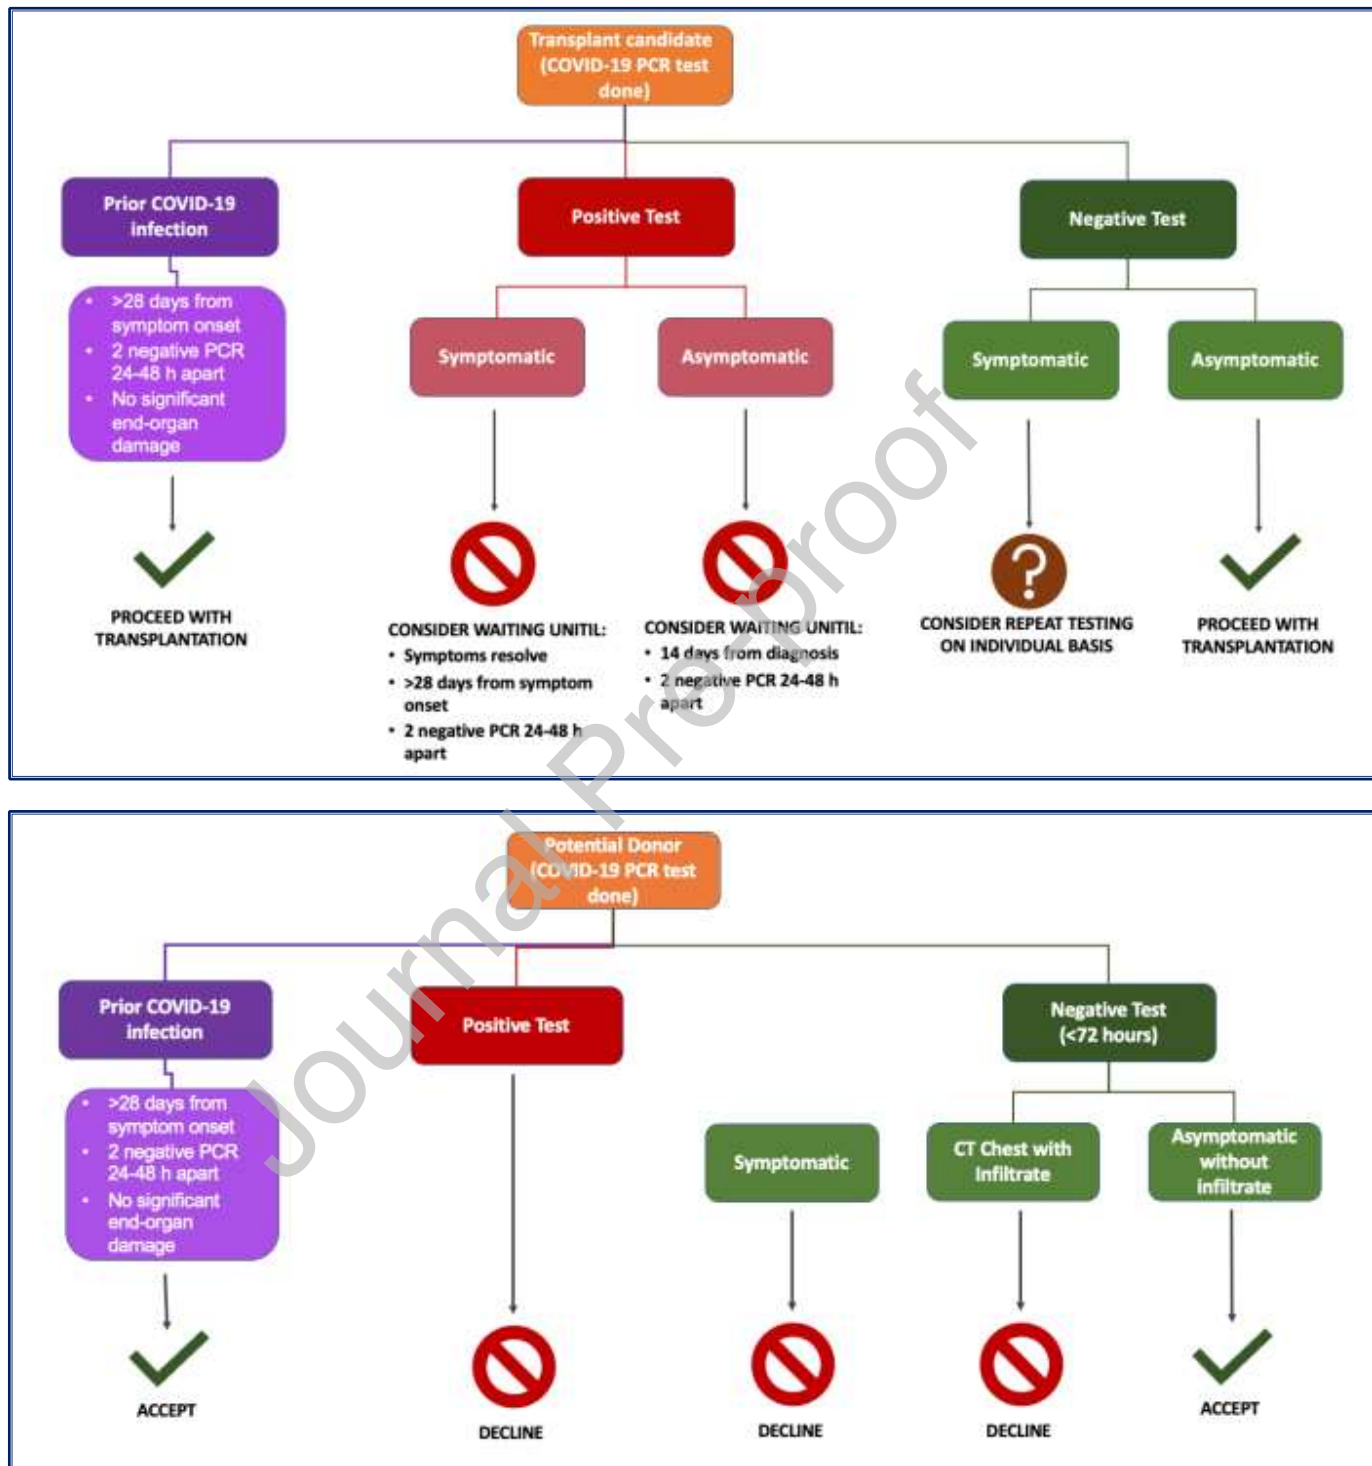 Transplant candidate
(COVID-19 PCR test
done)
Prior COVID-19
infection
Positive Test
Negative Test
• >28 days from
symptom onset
• 2 negative PCR
24-48 h apart
• No significant
end-organ
damage
Symptomatic
Asymptomatic
Symptomatic
Asymptomatic
PROCEED WITH
TRANSPLANTATION
CONSIDER WAITING UNITIL:
• Symptoms resolve
• >28 days from symptom
onset
• 2 negative PCR 24-48 h
apart
CONSIDER WAITING UNITIL:
• 14 days from diagnosis
• 2 negative PCR 24-48 h
apart
?
CONSIDER REPEAT TESTING
ON INDIVIDUAL BASIS
PROCEED WITH
TRANSPLANTATION
Potential Donor
(COVID-19 PCR test
done)
Prior COVID-19
infection
Positive Test
Negative Test
(<72 hours)
• >28 days from
symptom onset
• 2 negative PCR
24-48 h apart
• No significant
end-organ
damage
Symptomatic
CT Chest with
Infiltrate
Asymptomatic
without
infiltrate
ACCEPT
DECLINE
DECLINE
DECLINE
ACCEPT
Journal Pre-proof